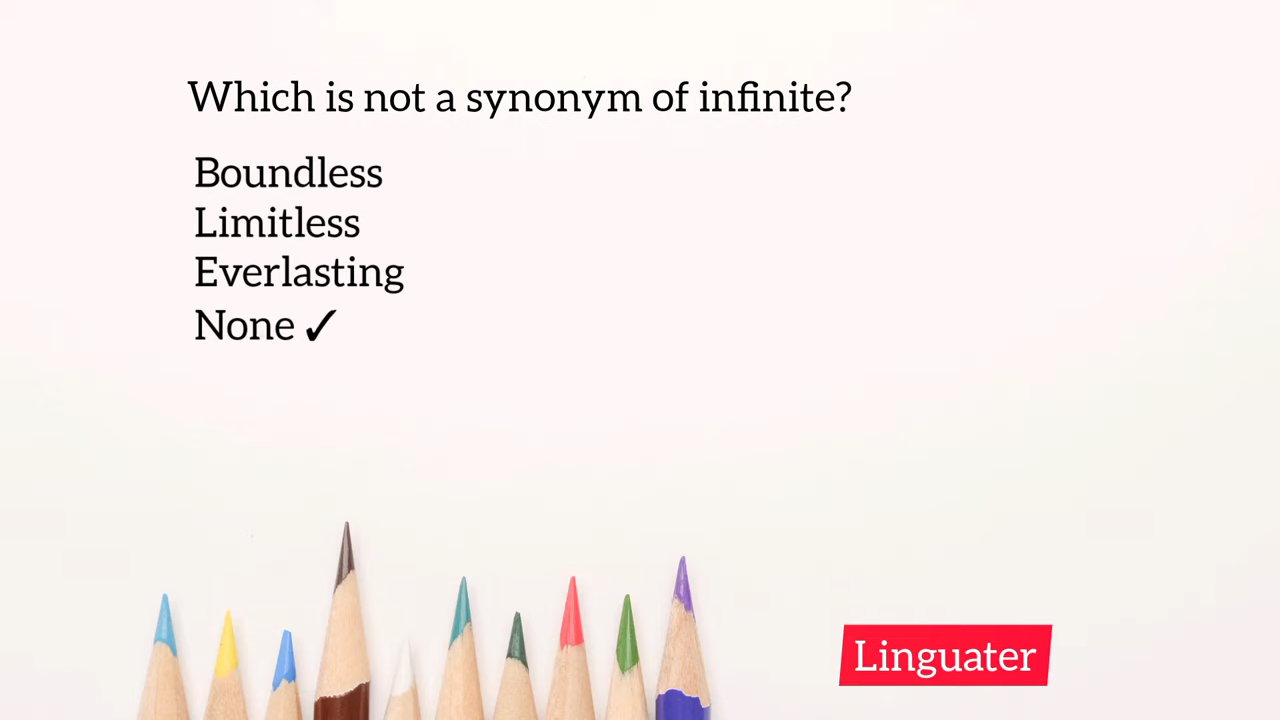 Which is not a synonym of infinite?
Boundless
Limitless
Everlasting
None ✓
Linguater